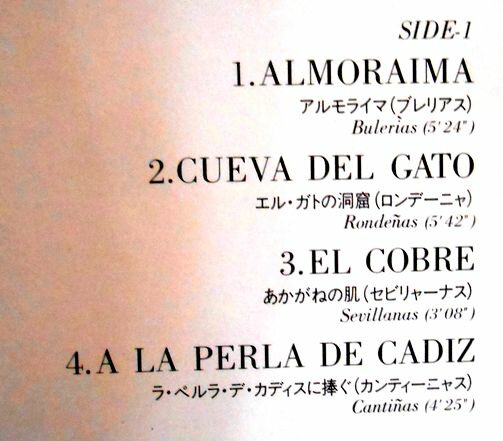 SIDE-1
1.ALMORAIMA
アルモライマ(ブレリアス)
Bulerìas (5'24")
2.CUEVA DEL GATO
エル・ガトの洞窟(ロンデーニャ)
Rondeñas (5'42")
3.EL COBRE
あかがねの肌(セビリャーナス)
Sevillanas (3'08")
4.A LA PERLA DE CADIZ
ラ・ペルラ・デ・カディスに捧ぐ(カンティーニャス)
Cantiñas (4'25")